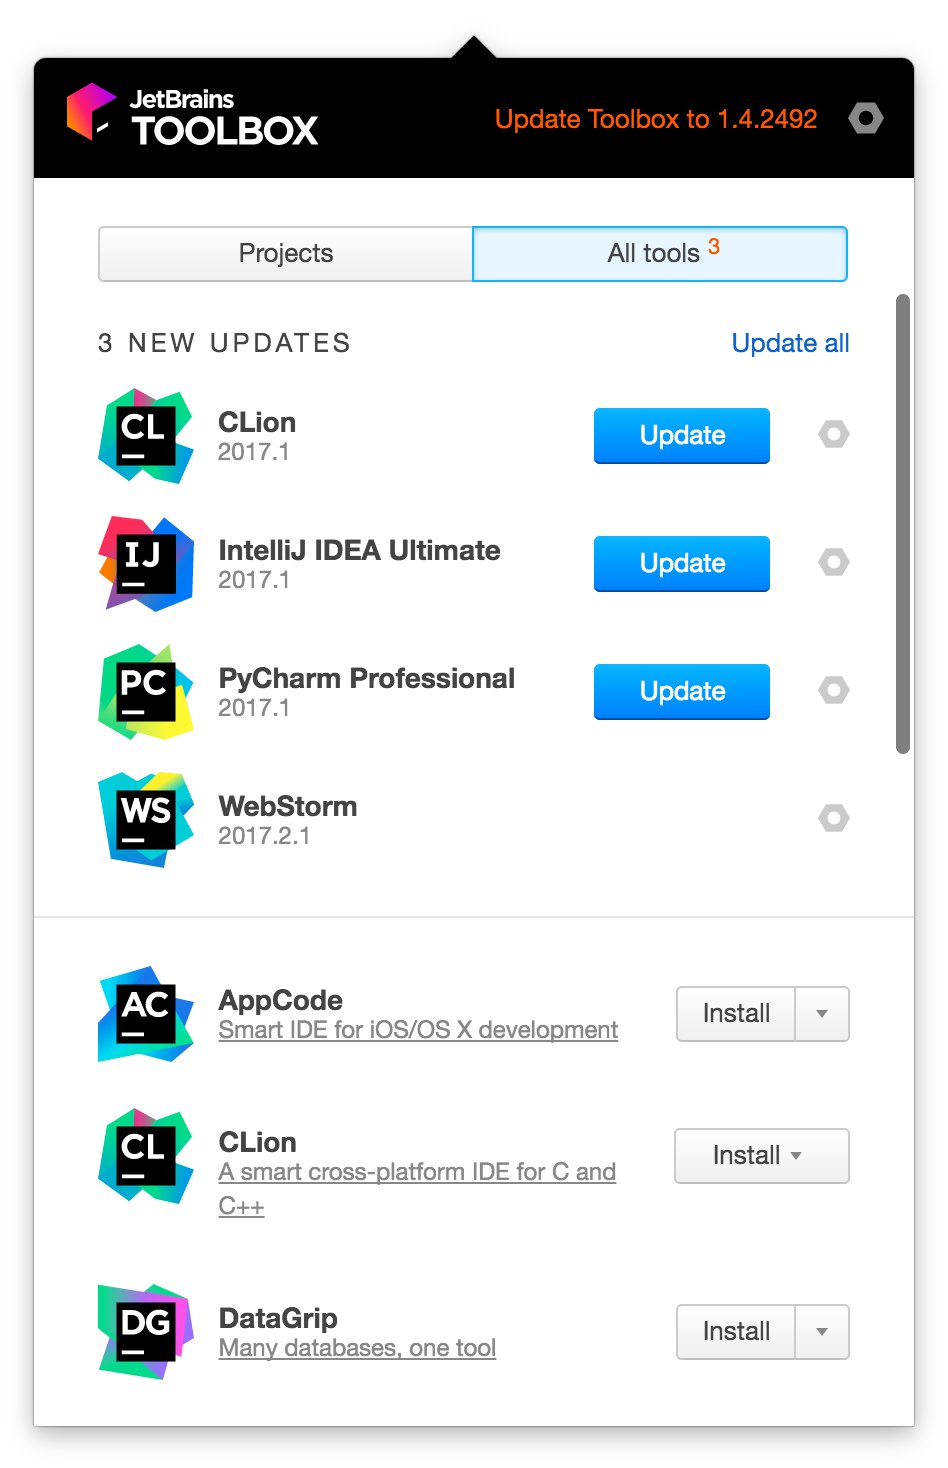 JetBrains
TOOLBOX
Update Toolbox to 1.4.2492
Projects
All tools 3
3 NEW UPDATES
Update all
CL
CLion
2017.1
Update
IJ
IntelliJ IDEA Ultimate
2017.1
Update
PC
PyCharm Professional
2017.1
Update
WS
WebStorm
2017.2.1
AC
AppCode
Smart IDE for iOS/OS X development
Install
CL
CLion
A smart cross-platform IDE for C and
C++
Install
DG
DataGrip
Many databases, one tool
Install